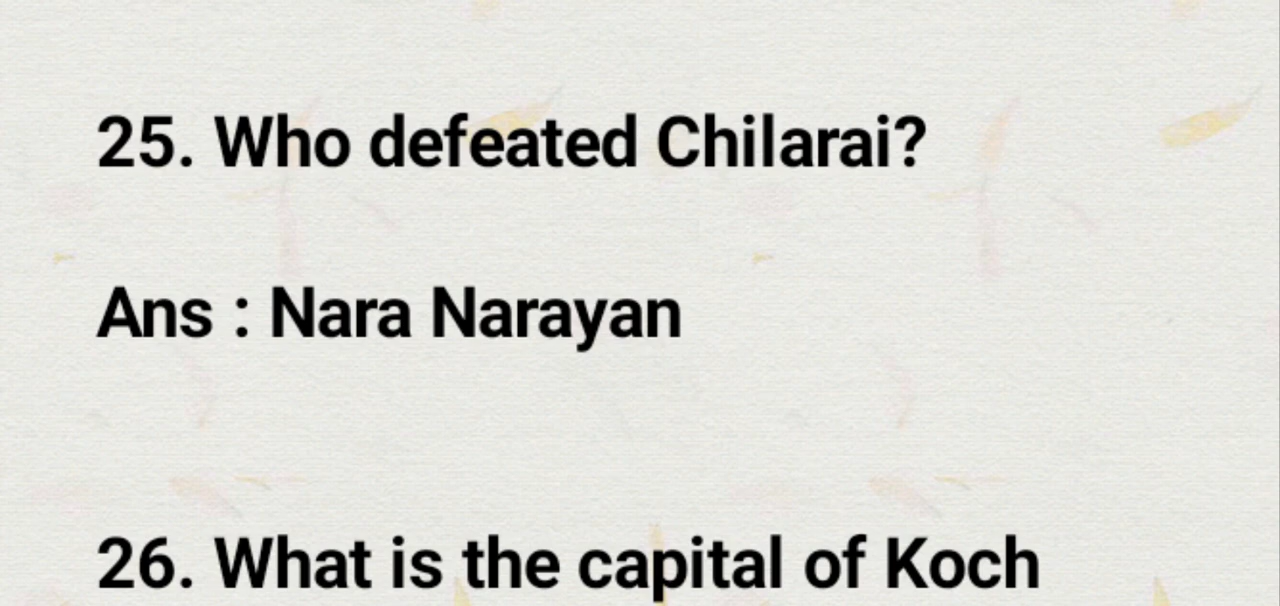 25. Who defeated Chilarai?
Ans : Nara Narayan
26. What is the capital of Koch